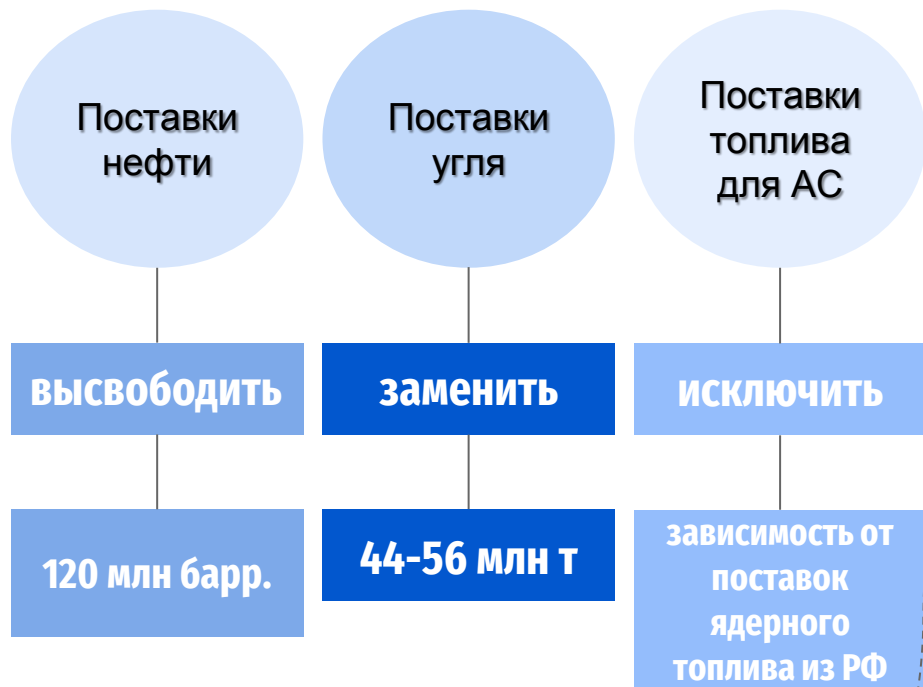 Поставки
нефти
Поставки
угля
Поставки
топлива
для АС
высвободить
заменить
исключить
120 млн барр.
44-56 млн т
зависимость от
поставок
ядерного
топлива из РФ